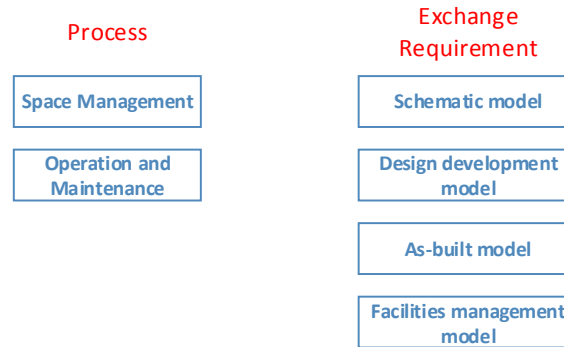 Process
Space Management
Operation and
Maintenance
Exchange
Requirement
Schematic model
Design development
model
As-built model
Facilities management
model